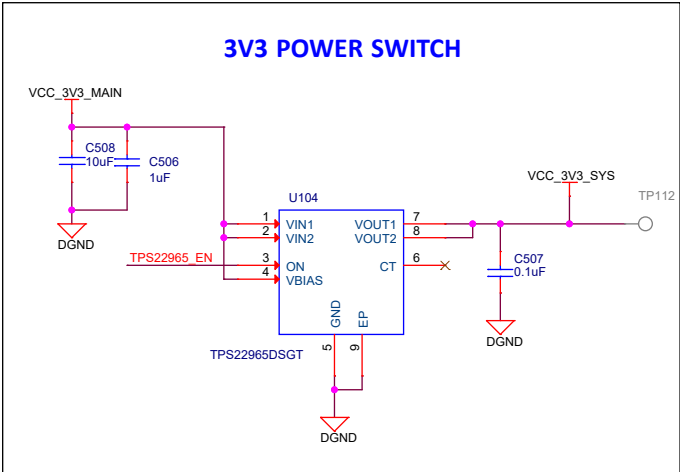 3V3 POWER SWITCH
VCC_3V3_MAIN
C508
10uF
C506
1uF
DGND
U104
1 VIN1 VOUT1 7
2 VIN2 VOUT2 8
TPS22965_EN 3 ON CT 6
4 VBIAS
GND EP
5 9
TPS22965DSGT
DGND
VCC_3V3_SYS
TP112
C507
0.1uF
DGND